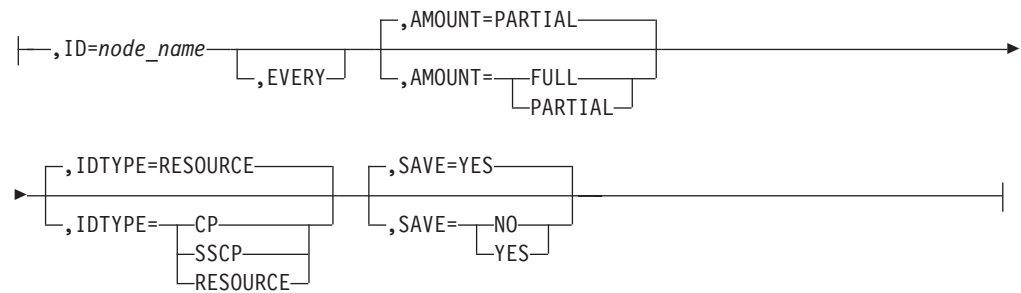 ,AMOUNT=PARTIAL
,ID=node_name
,EVERY
,AMOUNT= FULL
PARTIAL
,IDTYPE=RESOURCE
,SAVE=YES
,IDTYPE= CP
,SAVE= NO
SSCP
YES
RESOURCE